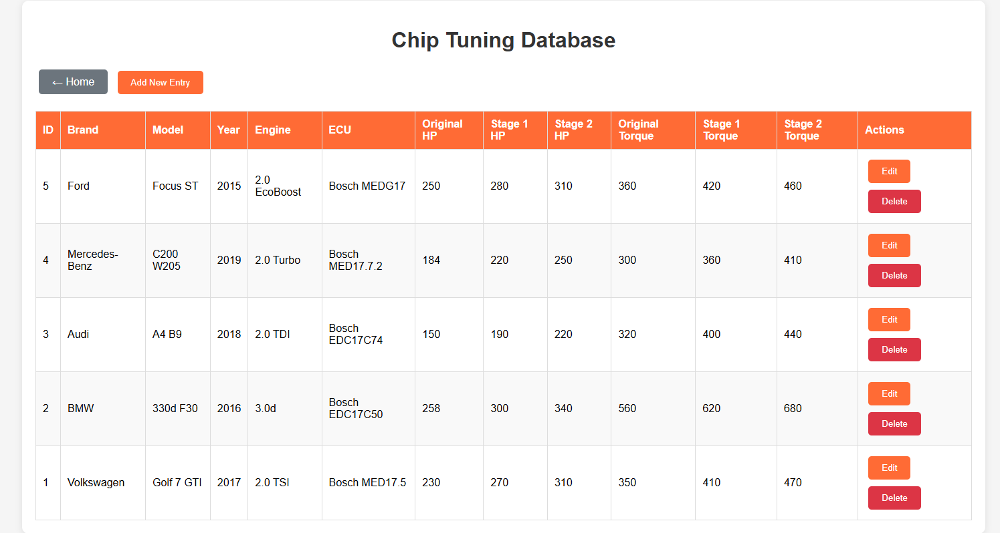 Chip Tuning Database
← Home
Add New Entry
ID Brand Model Year Engine ECU Original HP Stage 1 HP Stage 2 HP Original Torque Stage 1 Torque Stage 2 Torque Actions
5 Ford Focus ST 2015 2.0 EcoBoost Bosch MEDG17 250 280 310 360 420 460 Edit
Delete
4 Mercedes-Benz C200 W205 2019 2.0 Turbo Bosch MED17.7.2 184 220 250 300 360 410 Edit
Delete
3 Audi A4 B9 2018 2.0 TDI Bosch EDC17C74 150 190 220 320 400 440 Edit
Delete
2 BMW 330d F30 2016 3.0d Bosch EDC17C50 258 300 340 560 620 680 Edit
Delete
1 Volkswagen Golf 7 GTI 2017 2.0 TSI Bosch MED17.5 230 270 310 350 410 470 Edit
Delete